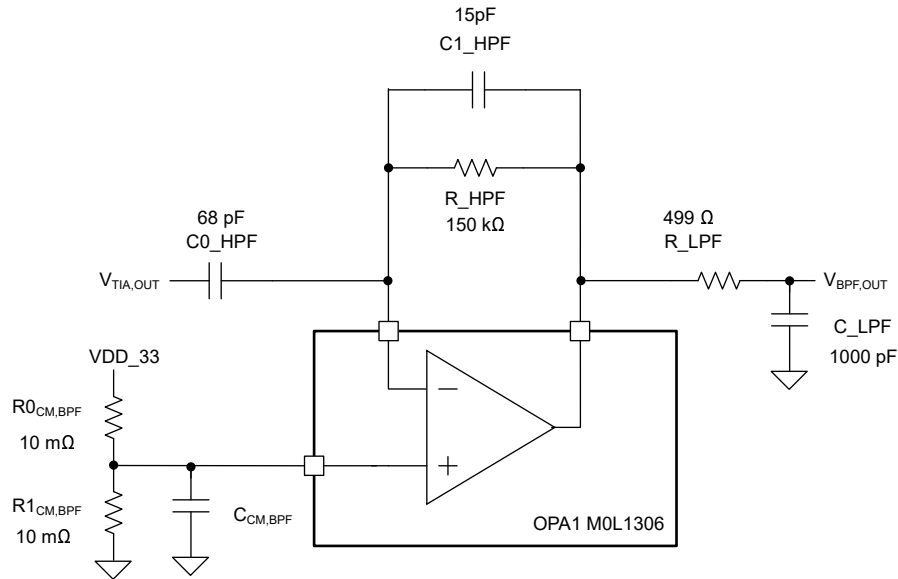 15pF
C1_HPF
R_HPF
150 kΩ
68 pF
C0_HPF
499 Ω
R_LPF
V_TIA,OUT
V_BPF,OUT
C_LPF
1000 pF
VDD_33
R0_CM,BPF
10 mΩ
R1_CM,BPF
10 mΩ
C_CM,BPF
OPA1 M0L1306